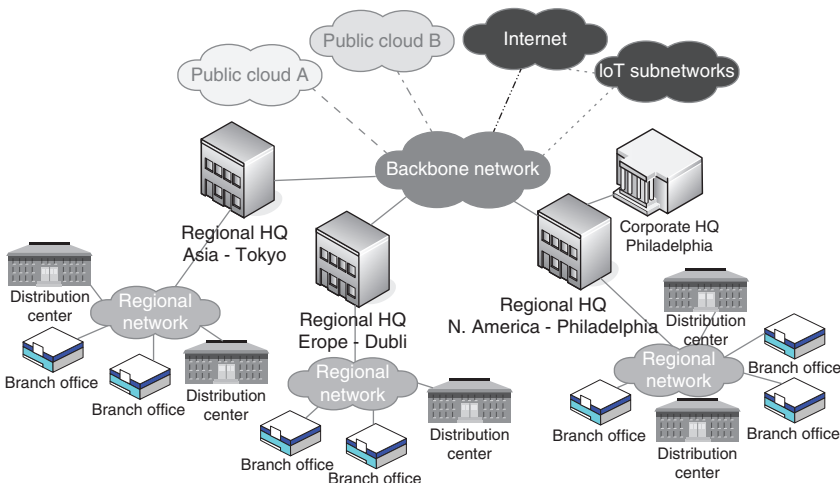 Public cloud B
Internet
Public cloud A
IoT subnetworks
Backbone network
Regional HQ
Asia - Tokyo
Corporate HQ
Philadelphia
Regional HQ
Erope - Dubli
Regional HQ
N. America - Philadelphia
Distribution
center
Regional
network
Branch office
Branch office
Distribution
center
Regional
network
Branch office
Branch office
Distribution
center
Distribution
center
Regional
network
Branch office
Branch office
Branch office
Distribution
center